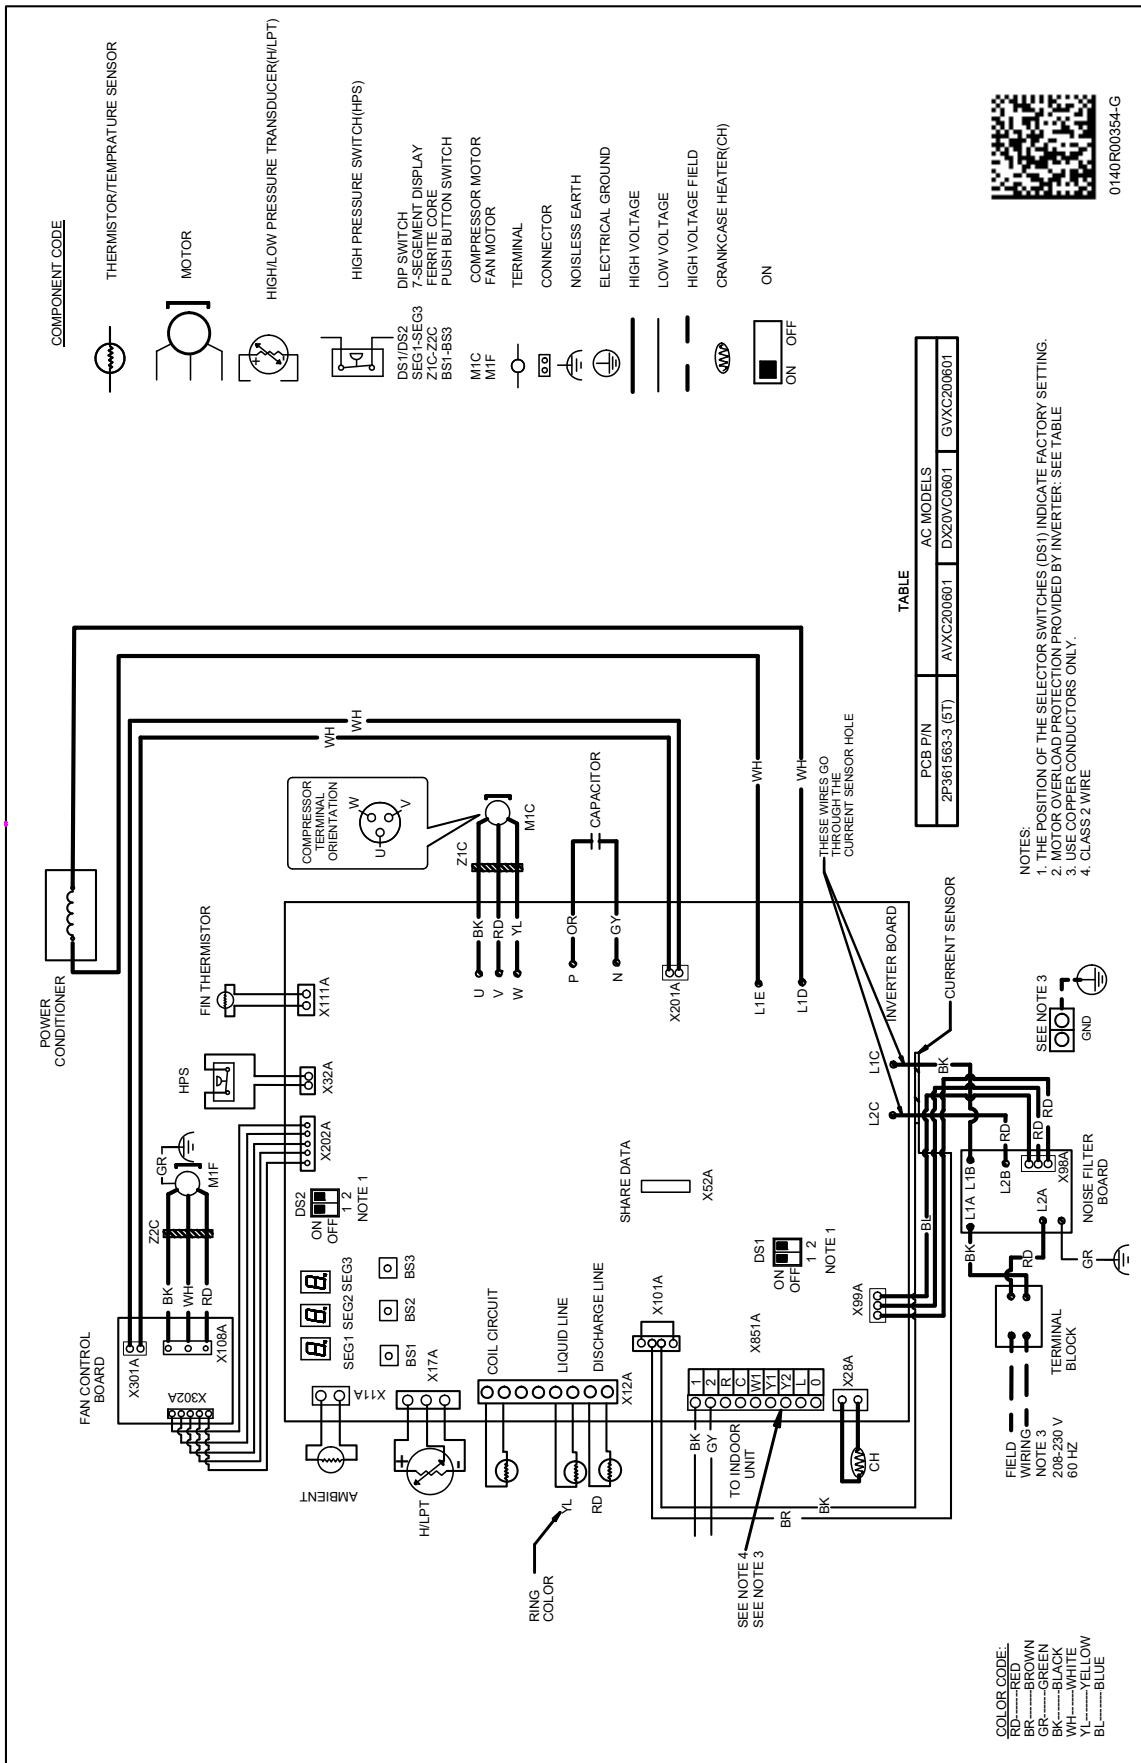 COMPONENT CODE
THERMISTOR/TEMPRATURE SENSOR
MOTOR
HIGH/LOW PRESSURE TRANSDUCER(H/LPT)
HIGH PRESSURE SWITCH(HPS)
DS1/DS2 DIP SWITCH
SEG1-SEG3 7-SEGEMENT DISPLAY
Z1C-Z2C FERRITE CORE
BS1-BS3 PUSH BUTTON SWITCH
M1C COMPRESSOR MOTOR
M1F FAN MOTOR
TERMINAL
CONNECTOR
NOISLESS EARTH
ELECTRICAL GROUND
HIGH VOLTAGE
LOW VOLTAGE
HIGH VOLTAGE FIELD
CRANKCASE HEATER(CH)
ON
ON OFF
0140R00354-G
POWER
CONDITIONER
FIN THERMISTOR
X111A
HPS
X32A
X202A
GR
M1F
Z2C
BK
WH
RD
FAN CONTROL
BOARD
X301A
X108A
X302A
DS2
ON
OFF
1 2
NOTE 1
SEG1 SEG2 SEG3
BS1
BS2
BS3
X11A
AMBIENT
X17A
H/LPT
+
-
COIL CIRCUIT
LIQUID LINE
DISCHARGE LINE
X12A
YL
RD
RING
COLOR
COMPRESSOR
TERMINAL
ORIENTATION
U
W
V
Z1C
M1C
U BK
V RD
W YL
P OR
N GY
CAPACITOR
WH
WH
X201A
L1E WH
L1D WH
THESE WIRES GO
THROUGH THE
CURRENT SENSOR HOLE
INVERTER BOARD
CURRENT SENSOR
SHARE DATA
X52A
DS1
ON
OFF
1 2
NOTE 1
X101A
X851A
1
2
R
C
W1
Y1
Y2
L
0
BK
GY
TO INDOOR
UNIT
SEE NOTE 4
SEE NOTE 3
X28A
CH
BR
BK
X99A
L2C
L1C
BK
BL
RD
RD
RD
L1A L1B
L2B
L2A
X98A
NOISE FILTER
BOARD
BK
RD
GR
TERMINAL
BLOCK
FIELD
WIRING
NOTE 3
208-230 V
60 HZ
SEE NOTE 3
GND
TABLE
PCB P/N AC MODELS
2P361563-3 (5T) AVXC200601 DX20VC0601 GVXC200601
NOTES:
1. THE POSITION OF THE SELECTOR SWITCHES (DS1) INDICATE FACTORY SETTING.
2. MOTOR OVERLOAD PROTECTION PROVIDED BY INVERTER: SEE TABLE
3. USE COPPER CONDUCTORS ONLY.
4. CLASS 2 WIRE
COLOR CODE:
RD------RED
BR------BROWN
GR------GREEN
BK------BLACK
WH------WHITE
YL------YELLOW
BL------BLUE